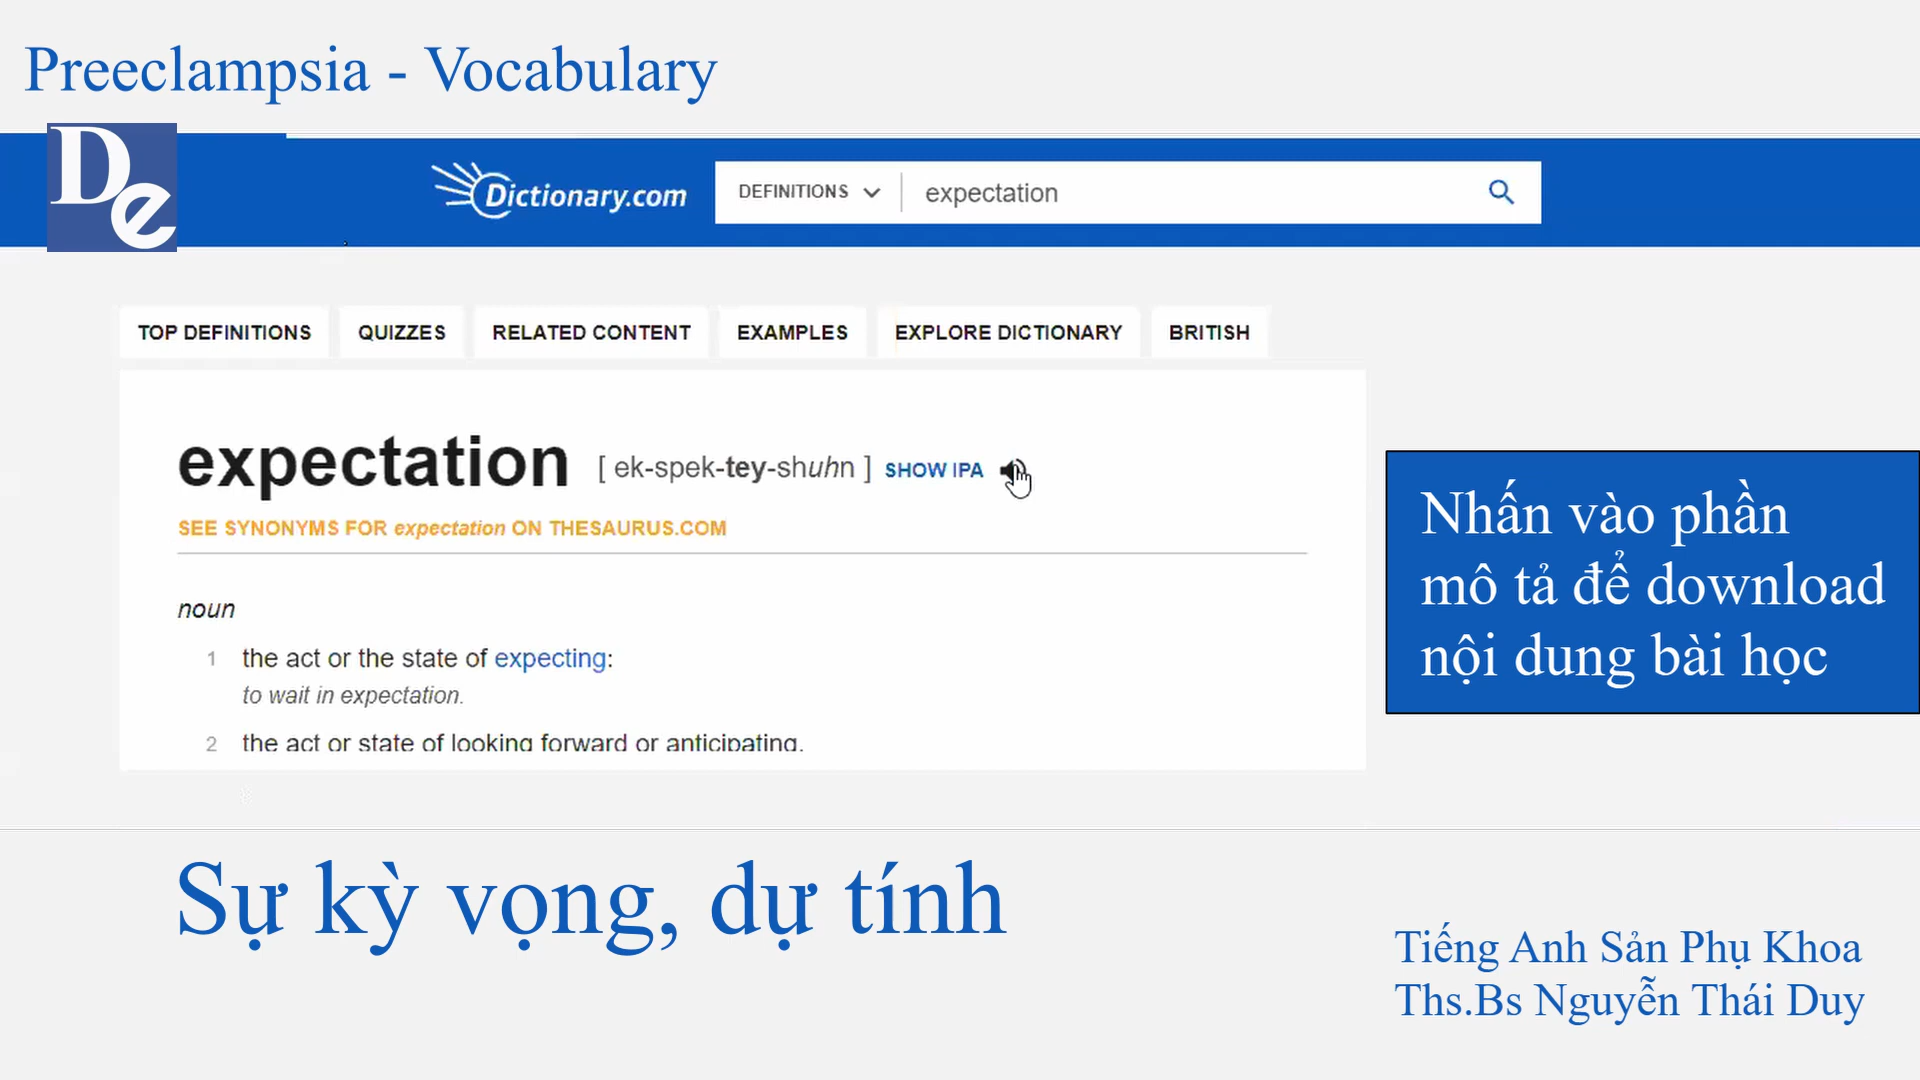 Preeclampsia - Vocabulary
De
Dictionary.com
DEFINITIONS
expectation
TOP DEFINITIONS
QUIZZES
RELATED CONTENT
EXAMPLES
EXPLORE DICTIONARY
BRITISH
expectation [ ek-spek-tey-shuhn ] SHOW IPA
SEE SYNONYMS FOR expectation ON THESAURUS.COM
noun
1 the act or the state of expecting:
to wait in expectation.
2 the act or state of looking forward or anticipating.
Nhấn vào phần
mô tả để download
nội dung bài học
Sự kỳ vọng, dự tính
Tiếng Anh Sản Phụ Khoa
Ths.Bs Nguyễn Thái Duy